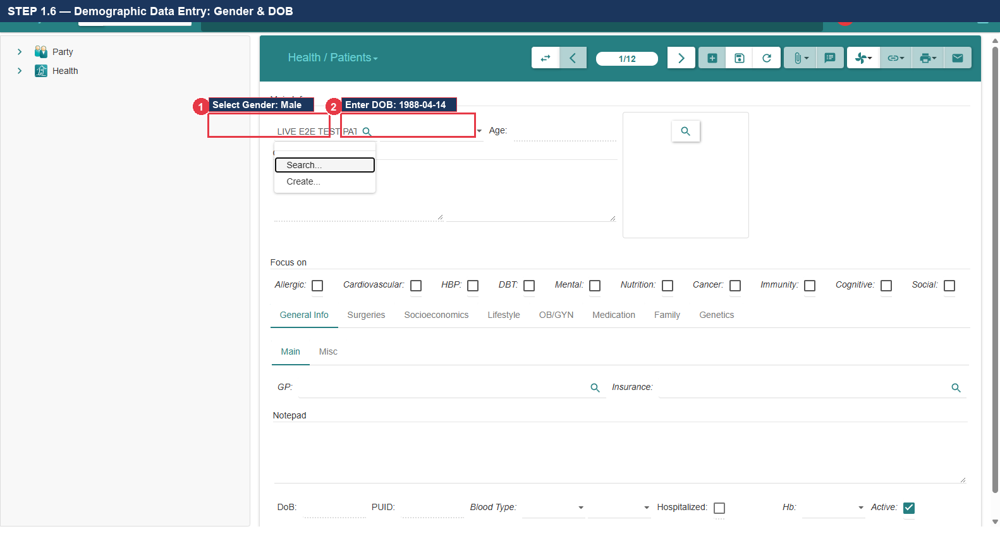 STEP 1.6 — Demographic Data Entry: Gender & DOB
Party
Health
Health / Patients
1/12
1 Select Gender: Male
2 Enter DOB: 1988-04-14
LIVE E2E TEST PAT
Age:
Search...
Create...
Focus on
Allergic:
Cardiovascular:
HBP:
DBT:
Mental:
Nutrition:
Cancer:
Immunity:
Cognitive:
Social:
General Info
Surgeries
Socioeconomics
Lifestyle
OB/GYN
Medication
Family
Genetics
Main
Misc
GP:
Insurance:
Notepad
DoB:
PUID:
Blood Type:
Hospitalized:
Hb:
Active: